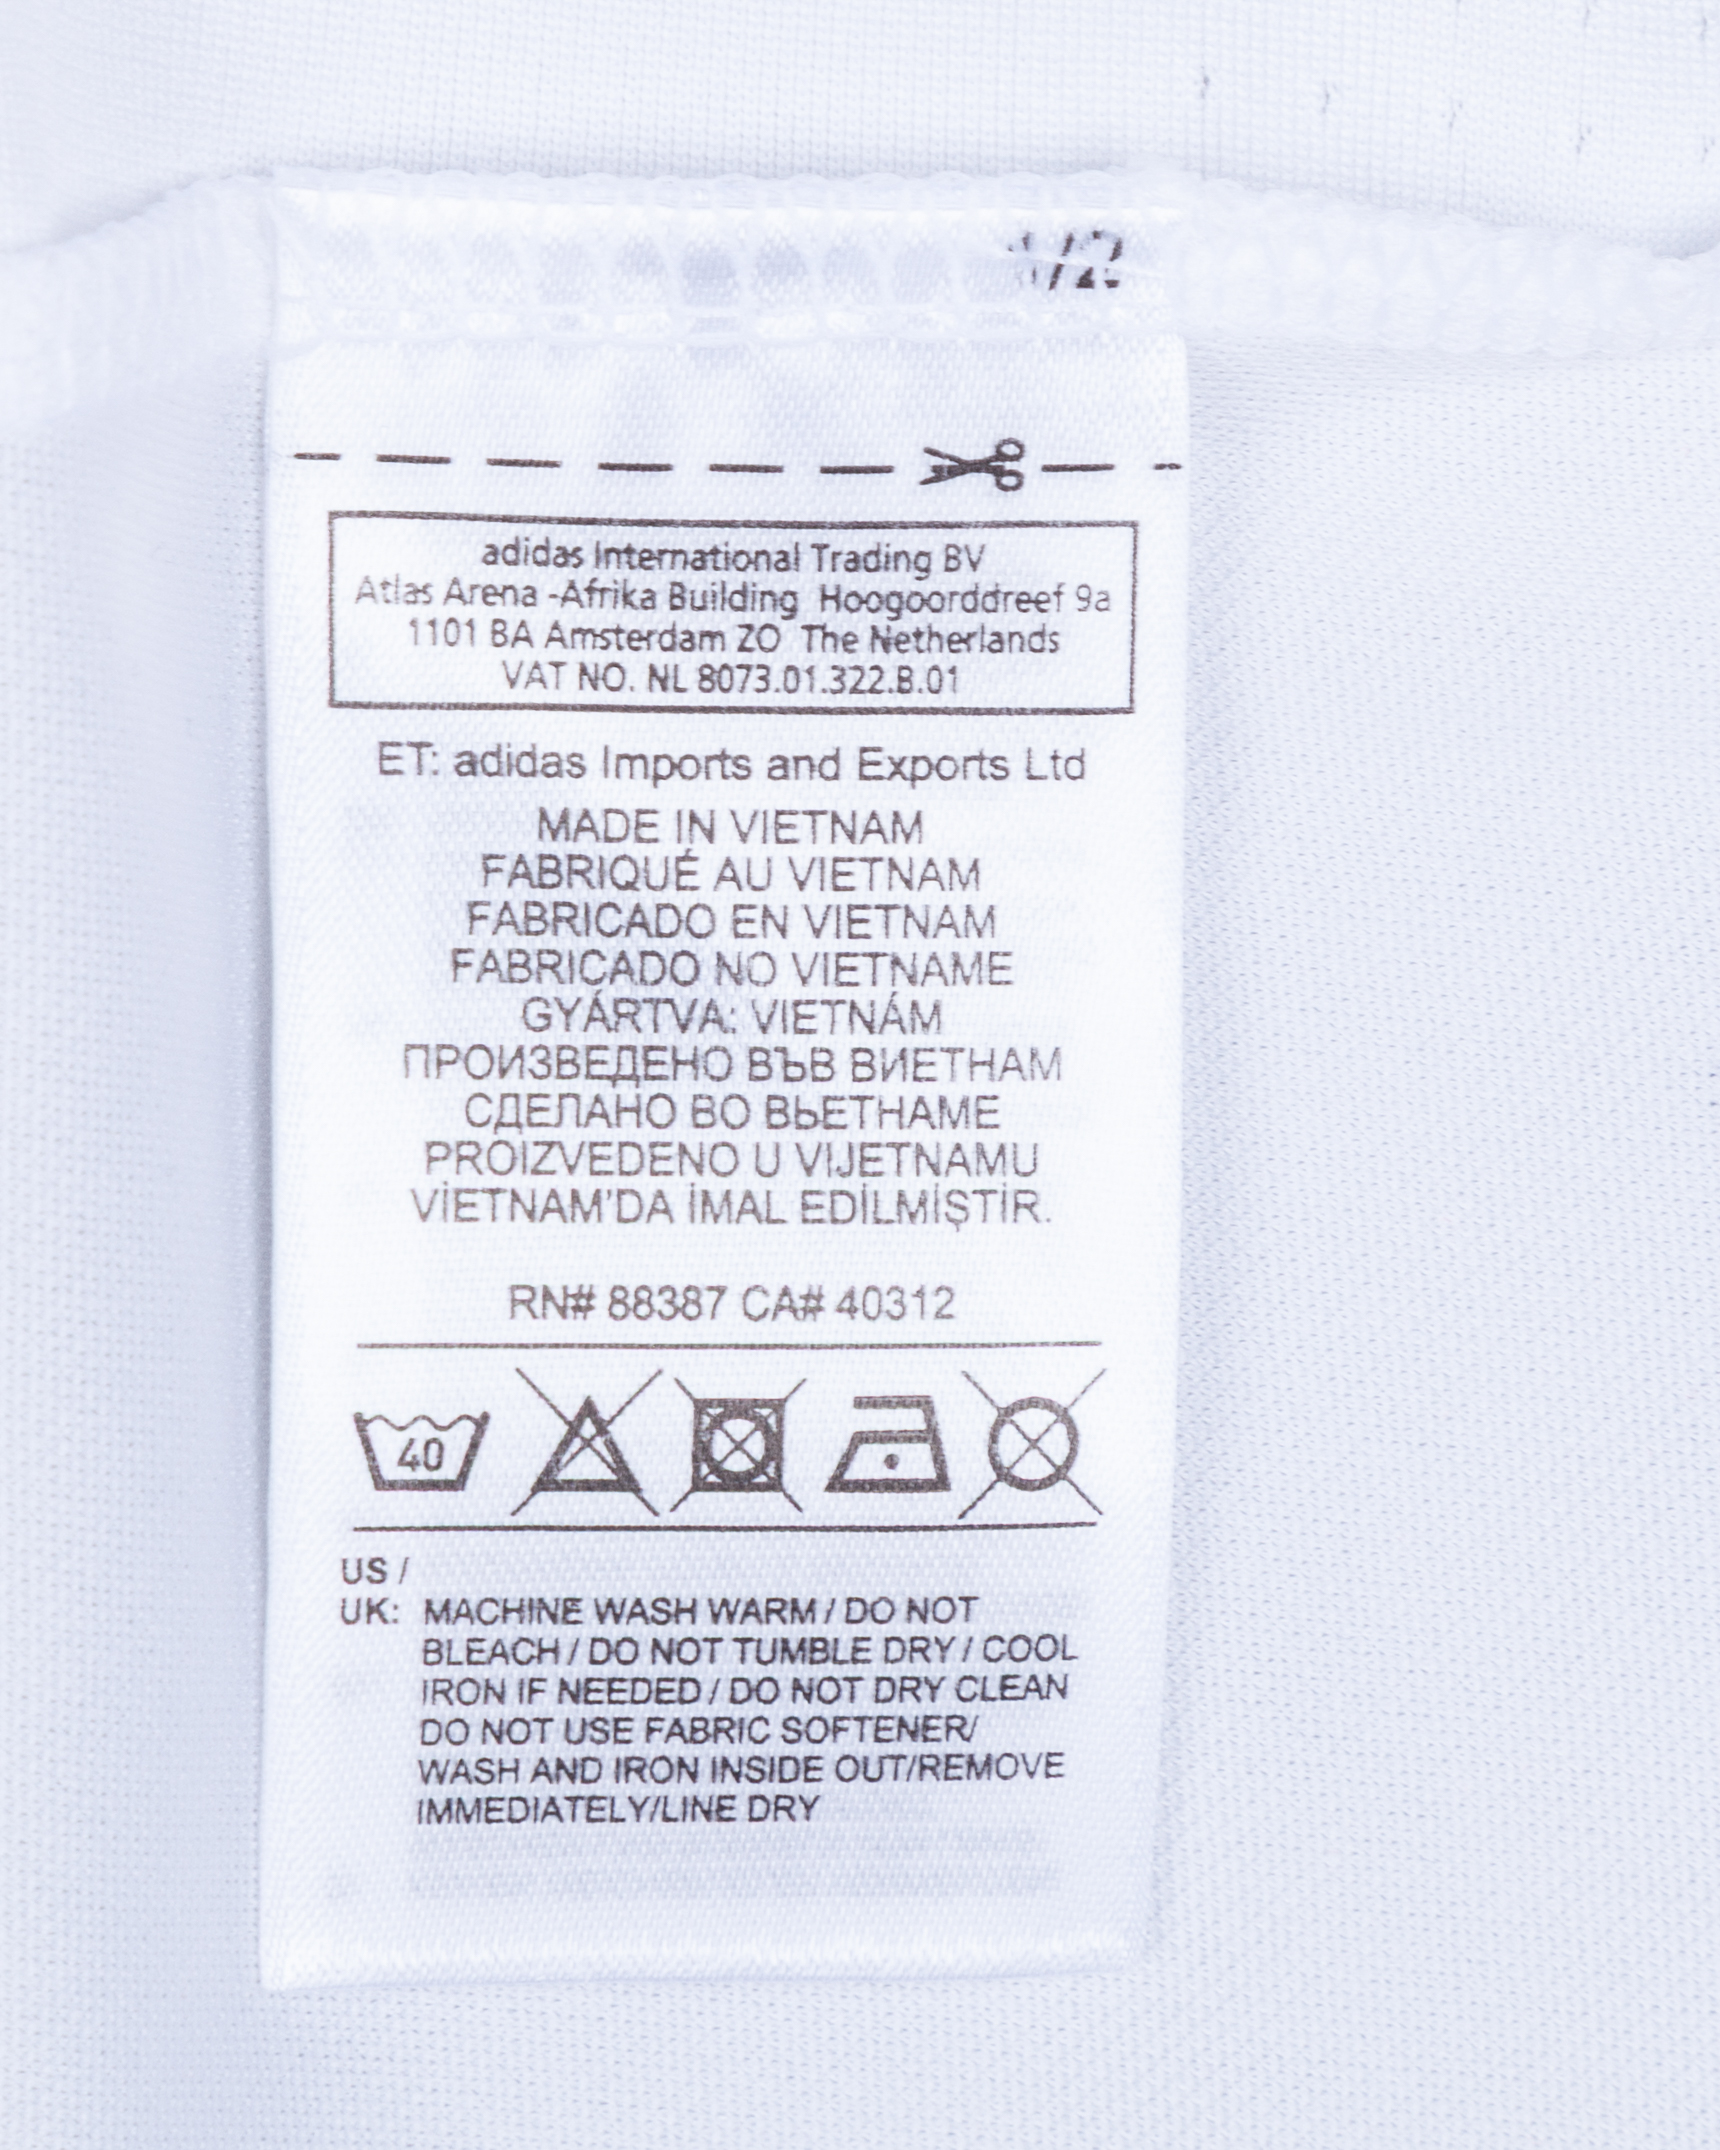 1/2
adidas International Trading BV
Atlas Arena -Afrika Building Hoogoorddreef 9a
1101 BA Amsterdam ZO The Netherlands
VAT NO. NL 8073.01.322.B.01
ET: adidas Imports and Exports Ltd
MADE IN VIETNAM
FABRIQUÉ AU VIETNAM
FABRICADO EN VIETNAM
FABRICADO NO VIETNAME
GYÁRTVA: VIETNÁM
ПРОИЗВЕДЕНО ВЪВ ВИЕТНАМ
СДЕЛАНО ВО ВЬЕТНАМЕ
PROIZVEDENO U VIJETNAMU
VİETNAM'DA İMAL EDİLMİŞTİR.
RN# 88387 CA# 40312
40
US /
UK: MACHINE WASH WARM / DO NOT
BLEACH / DO NOT TUMBLE DRY / COOL
IRON IF NEEDED / DO NOT DRY CLEAN
DO NOT USE FABRIC SOFTENER/
WASH AND IRON INSIDE OUT/REMOVE
IMMEDIATELY/LINE DRY